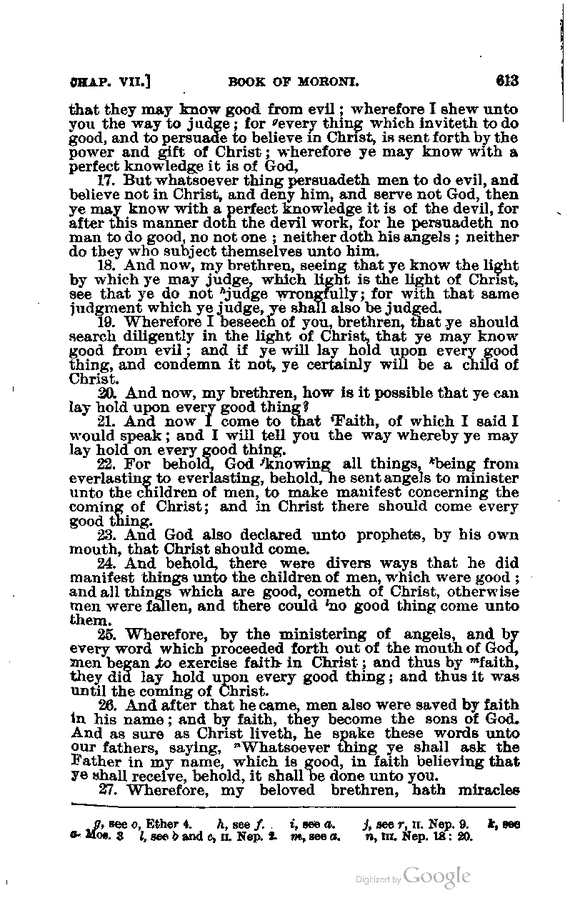 CHAP. VII.] BOOK OF MORONI. 613
that they may know good from evil; wherefore I shew unto
you the way to judge; for ᵍevery thing which inviteth to do
good, and to persuade to believe in Christ, is sent forth by the
power and gift of Christ; wherefore ye may know with a
perfect knowledge it is of God,
17. But whatsoever thing persuadeth men to do evil, and
believe not in Christ, and deny him, and serve not God, then
ye may know with a perfect knowledge it is of the devil, for
after this manner doth the devil work, for he persuadeth no
man to do good, no not one; neither doth his angels; neither
do they who subject themselves unto him.
18. And now, my brethren, seeing that ye know the light
by which ye may judge, which light is the light of Christ,
see that ye do not ʰjudge wrongfully; for with that same
judgment which ye judge, ye shall also be judged.
19. Wherefore I beseech of you, brethren, that ye should
search diligently in the light of Christ, that ye may know
good from evil; and if ye will lay hold upon every good
thing, and condemn it not, ye certainly will be a child of
Christ.
20. And now, my brethren, how is it possible that ye can
lay hold upon every good thing?
21. And now I come to that ⁱFaith, of which I said I
would speak; and I will tell you the way whereby ye may
lay hold on every good thing.
22. For behold, God ʲknowing all things, ᵏbeing from
everlasting to everlasting, behold, he sent angels to minister
unto the children of men, to make manifest concerning the
coming of Christ; and in Christ there should come every
good thing.
23. And God also declared unto prophets, by his own
mouth, that Christ should come.
24. And behold, there were divers ways that he did
manifest things unto the children of men, which were good;
and all things which are good, cometh of Christ, otherwise
men were fallen, and there could ˡno good thing come unto
them.
25. Wherefore, by the ministering of angels, and by
every word which proceeded forth out of the mouth of God,
men began to exercise faith in Christ; and thus by ᵐfaith,
they did lay hold upon every good thing; and thus it was
until the coming of Christ.
26. And after that he came, men also were saved by faith
in his name; and by faith, they become the sons of God.
And as sure as Christ liveth, he spake these words unto
our fathers, saying, ⁿWhatsoever thing ye shall ask the
Father in my name, which is good, in faith believing that
ye shall receive, behold, it shall be done unto you.
27. Wherefore, my beloved brethren, hath miracles
g, see o, Ether 4. h, see f. i, see a. j, see r, II. Nep. 9. k, see
a. Mos. 3 l, see b and c, II. Nep. 2. m, see a. n, III. Nep. 18: 20.
Digitized by Google